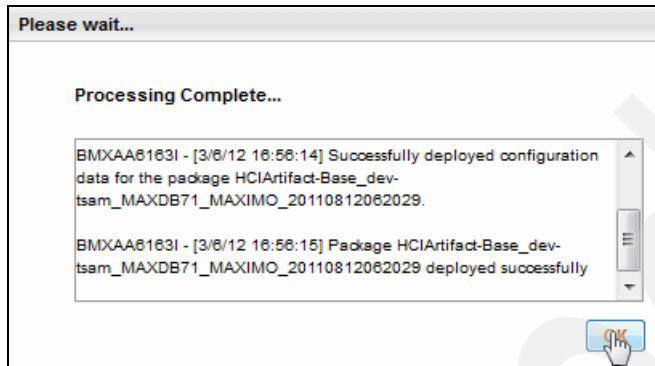 Please wait...
Processing Complete...
BMXAA6163I - [3/6/12 16:56:14] Successfully deployed configuration
data for the package HCIArtifact-Base_dev-
tsam_MAXDB71_MAXIMO_20110812062029.
BMXAA6163I - [3/6/12 16:56:15] Package HCIArtifact-Base_dev-
tsam_MAXDB71_MAXIMO_20110812062029 deployed successfully
OK